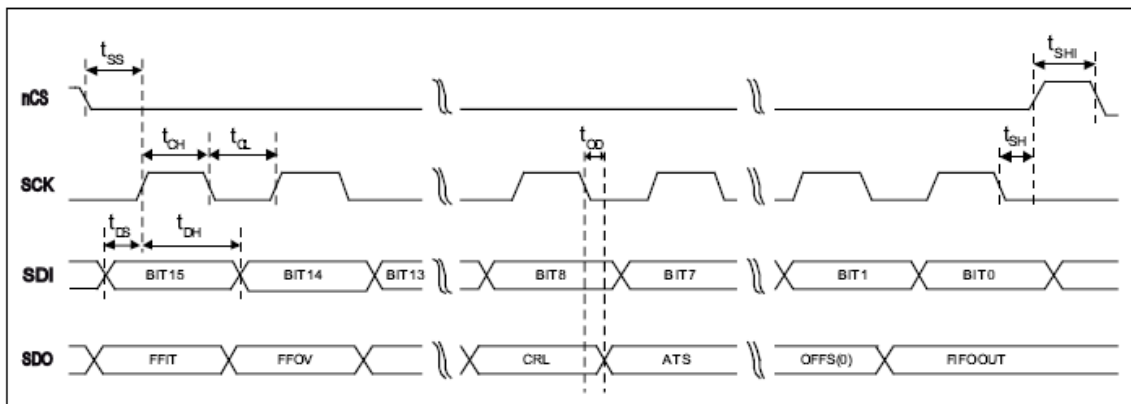 tSS tSHI
nCS
tCH tCL tOD tSH
SCK
tDS tDH
SDI BIT15 BIT14 BIT13 BIT8 BIT7 BIT1 BIT0
SDO FFIT FFOV CRL ATS OFFS(0) FIFOOUT